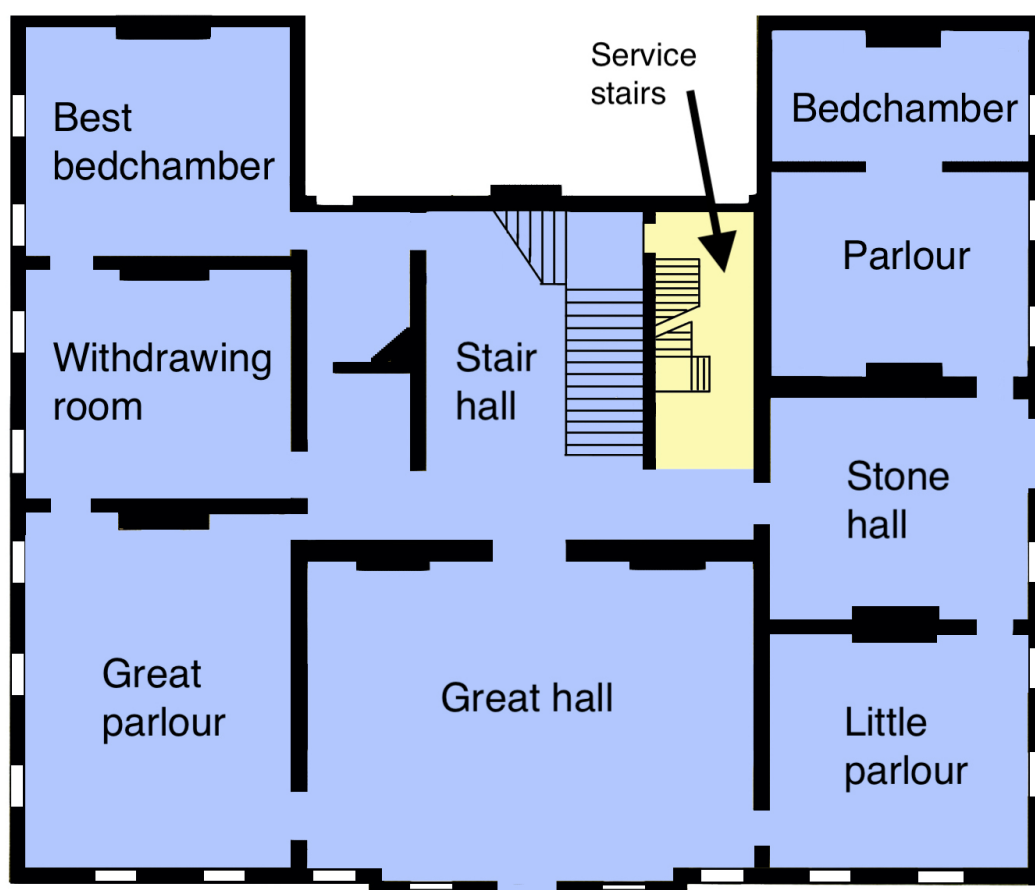 Service
stairs
Best
bedchamber
Bedchamber
Parlour
Withdrawing
room
Stair
hall
Stone
hall
Great
parlour
Great hall
Little
parlour